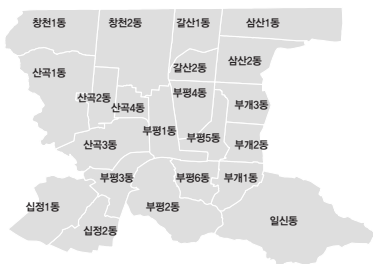 창천1동
창천2동
갈산1동
삼산1동
산곡1동
갈산2동
삼산2동
산곡2동
산곡4동
부평4동
부개3동
부평1동
부평5동
산곡3동
부개2동
부평3동
부평6동
부개1동
십정1동
부평2동
일신동
십정2동